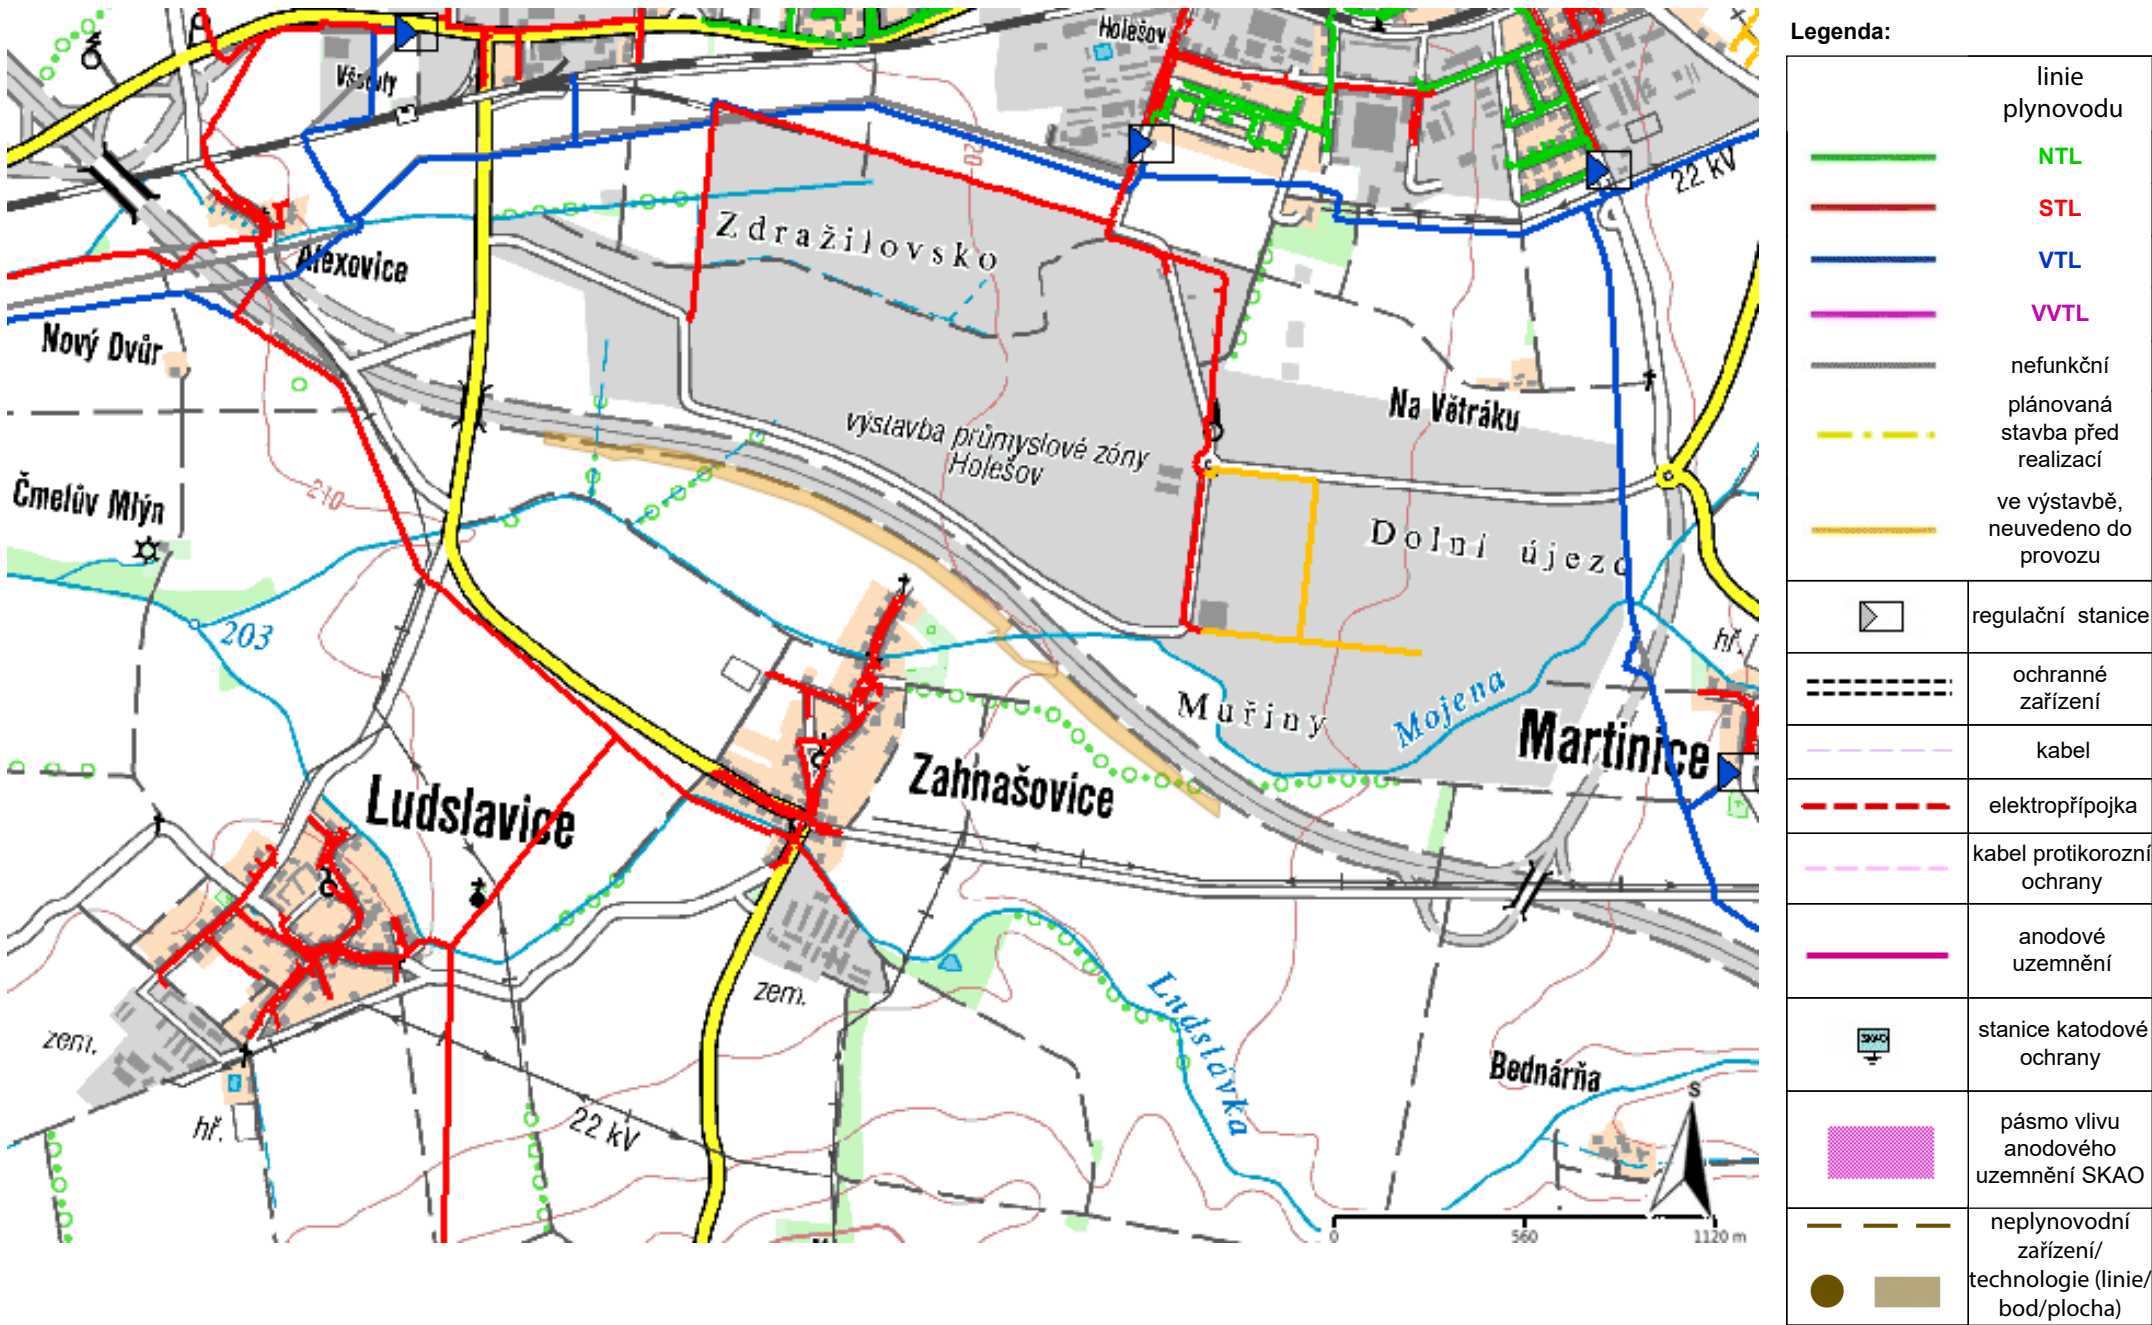 Holešov
Všetuly
20
22 kV
Zdražilovsko
Alexovice
Nový Dvůr
Na Větráku
výstavba průmyslové zóny
Holešov
Čmelův Mlýn
210
Dolní újezd
203
hř.
Muřiny
Mojena
Martinice
Zahnašovice
Ludslavice
zem.
zem.
Ludslávka
Bednárňa
hř.
22 kV
S
0
560
1120 m
Legenda:
linie
plynovodu
NTL
STL
VTL
VVTL
nefunkční
plánovaná
stavba před
realizací
ve výstavbě,
neuvedeno do
provozu
regulační stanice
ochranné
zařízení
kabel
elektropřípojka
kabel protikorozní
ochrany
anodové
uzemnění
SKAO
stanice katodové
ochrany
pásmo vlivu
anodového
uzemnění SKAO
neplynovodní
zařízení/
technologie (linie/
bod/plocha)